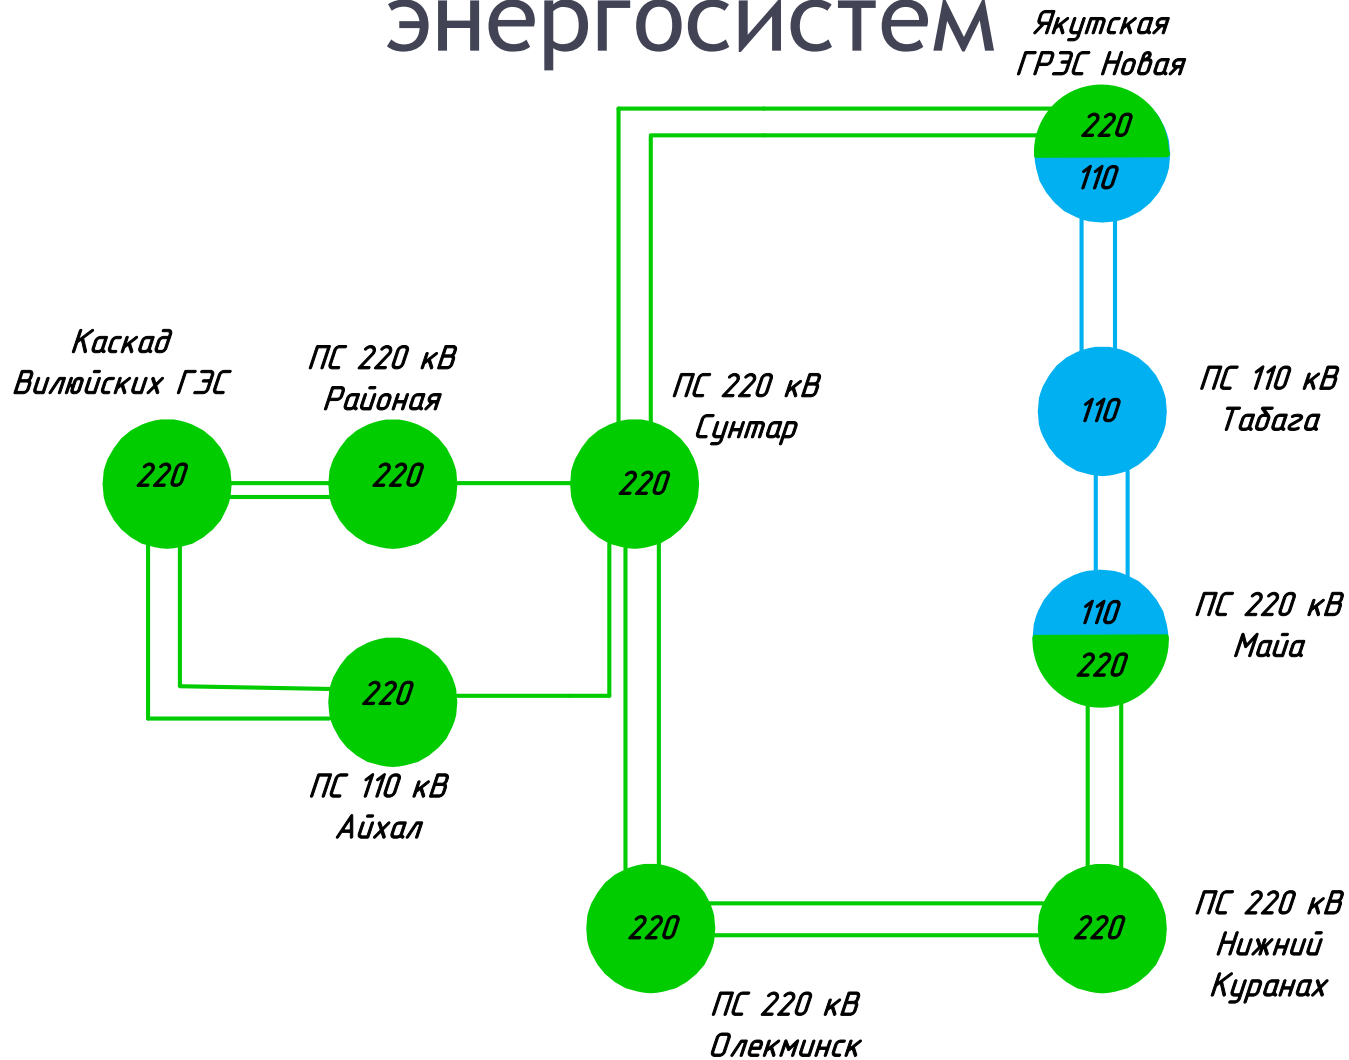 энергосистем
Якутская
ГРЭС Новая
220
110
Каскад
Вилюйских ГЭС
220
ПС 220 кВ
Районая
220
ПС 220 кВ
Сунтар
220
110
ПС 110 кВ
Табага
110
220
ПС 220 кВ
Майа
220
ПС 110 кВ
Айхал
220
ПС 220 кВ
Олекминск
220
ПС 220 кВ
Нижний
Куранах